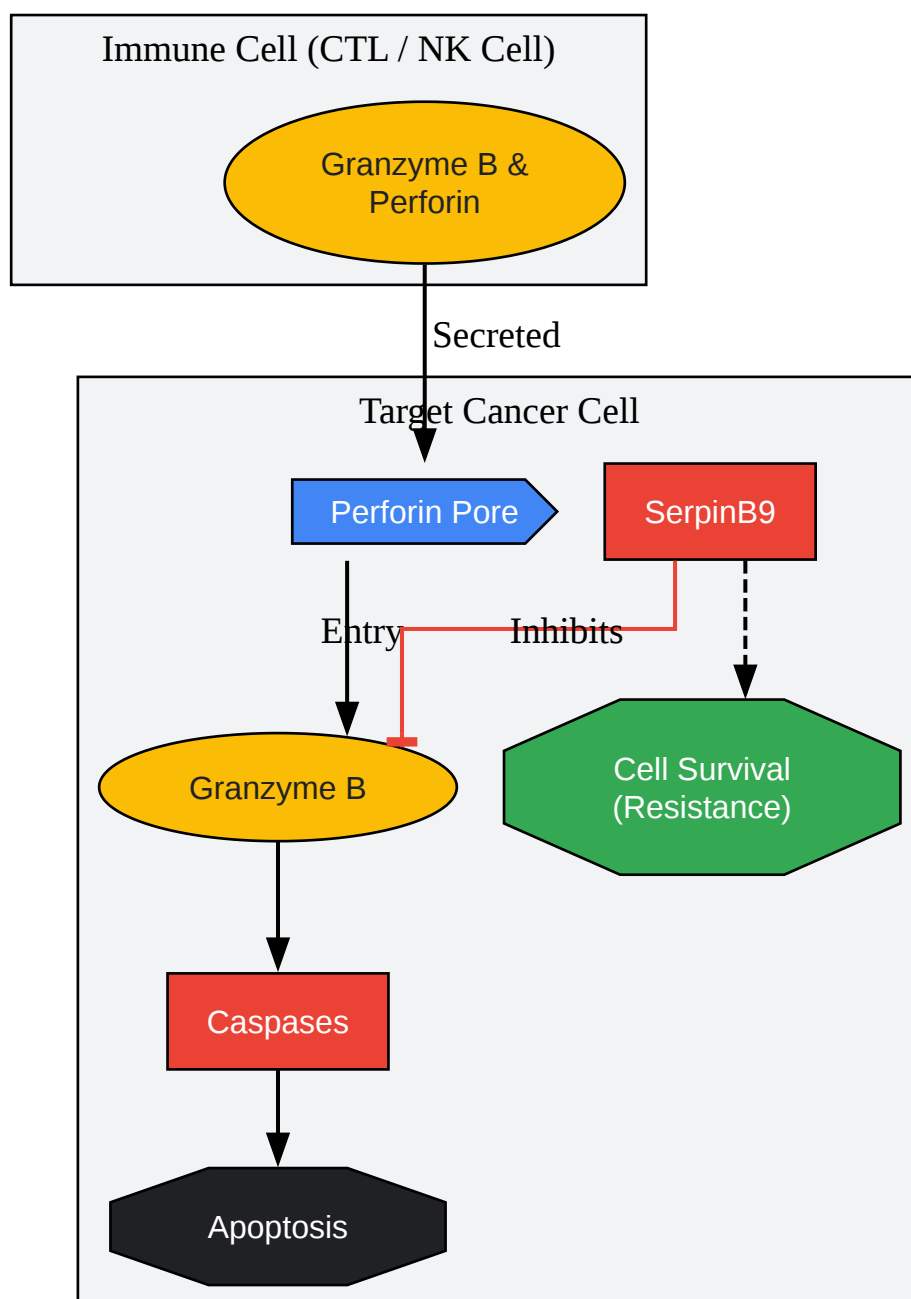 Immune Cell (CTL / NK Cell)
Granzyme B &
Perforin
Secreted
Target Cancer Cell
Perforin Pore
SerpinB9
Entry
Inhibits
Granzyme B
Cell Survival
(Resistance)
Caspases
Apoptosis